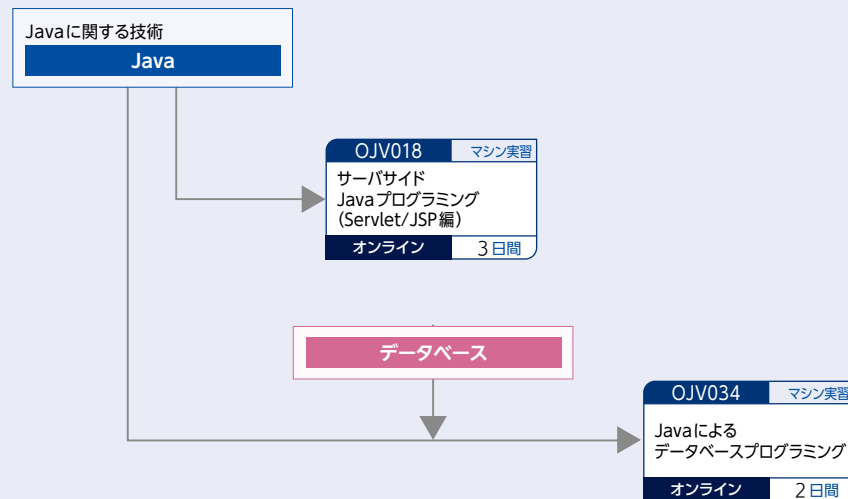 Javaに関する技術
Java
OJV018 マシン実習
サーバサイド
Javaプログラミング
(Servlet/JSP編)
オンライン 3日間
データベース
OJV034 マシン実習
Javaによる
データベースプログラミング
オンライン 2日間